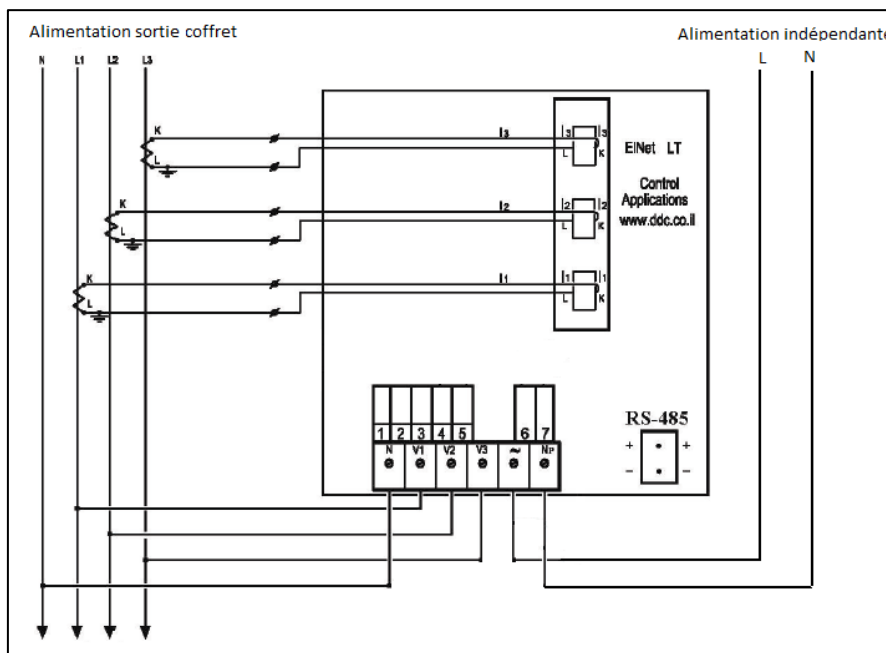 Alimentation sortie coffret
Alimentation indépendante
N L1 L2 L3
L N
K
L
I3
I3 I3
L K
ElNet LT
Control
Applications
www.ddc.co.il
K
L
I2
I2 I2
L K
K
L
I1
I1 I1
L K
1 2 3 4 5 6 7
N V1 V2 V3 ~ NP
RS-485
+ +
- -